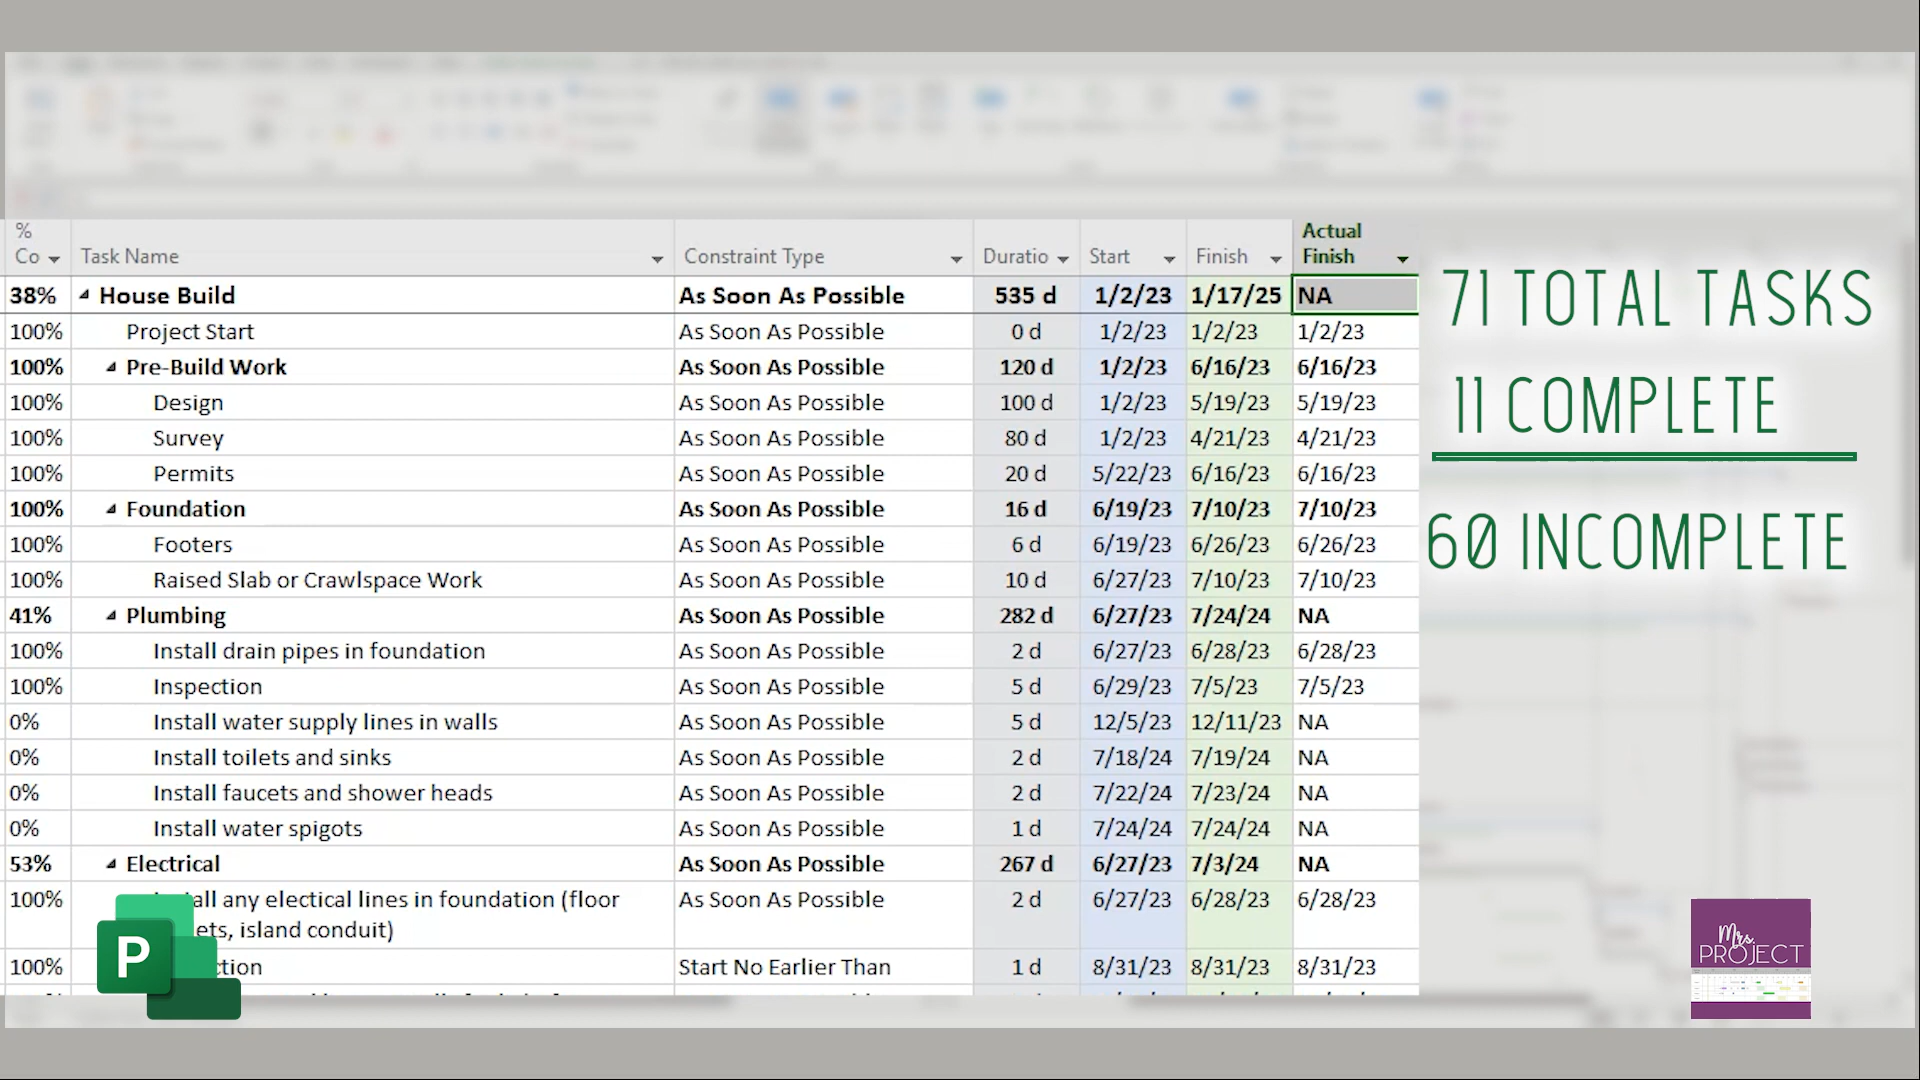 % Co Task Name Constraint Type Duratio Start Finish Actual Finish
38% House Build As Soon As Possible 535 d 1/2/23 1/17/25 NA
100% Project Start As Soon As Possible 0 d 1/2/23 1/2/23 1/2/23
100% Pre-Build Work As Soon As Possible 120 d 1/2/23 6/16/23 6/16/23
100% Design As Soon As Possible 100 d 1/2/23 5/19/23 5/19/23
100% Survey As Soon As Possible 80 d 1/2/23 4/21/23 4/21/23
100% Permits As Soon As Possible 20 d 5/22/23 6/16/23 6/16/23
100% Foundation As Soon As Possible 16 d 6/19/23 7/10/23 7/10/23
100% Footers As Soon As Possible 6 d 6/19/23 6/26/23 6/26/23
100% Raised Slab or Crawlspace Work As Soon As Possible 10 d 6/27/23 7/10/23 7/10/23
41% Plumbing As Soon As Possible 282 d 6/27/23 7/24/24 NA
100% Install drain pipes in foundation As Soon As Possible 2 d 6/27/23 6/28/23 6/28/23
100% Inspection As Soon As Possible 5 d 6/29/23 7/5/23 7/5/23
0% Install water supply lines in walls As Soon As Possible 5 d 12/5/23 12/11/23 NA
0% Install toilets and sinks As Soon As Possible 2 d 7/18/24 7/19/24 NA
0% Install faucets and shower heads As Soon As Possible 2 d 7/22/24 7/23/24 NA
0% Install water spigots As Soon As Possible 1 d 7/24/24 7/24/24 NA
53% Electrical As Soon As Possible 267 d 6/27/23 7/3/24 NA
100% all any electical lines in foundation (floor As Soon As Possible 2 d 6/27/23 6/28/23 6/28/23
ets, island conduit)
100% ction Start No Earlier Than 1 d 8/31/23 8/31/23 8/31/23
71 TOTAL TASKS
11 COMPLETE
60 INCOMPLETE
P
Mrs.
PROJECT